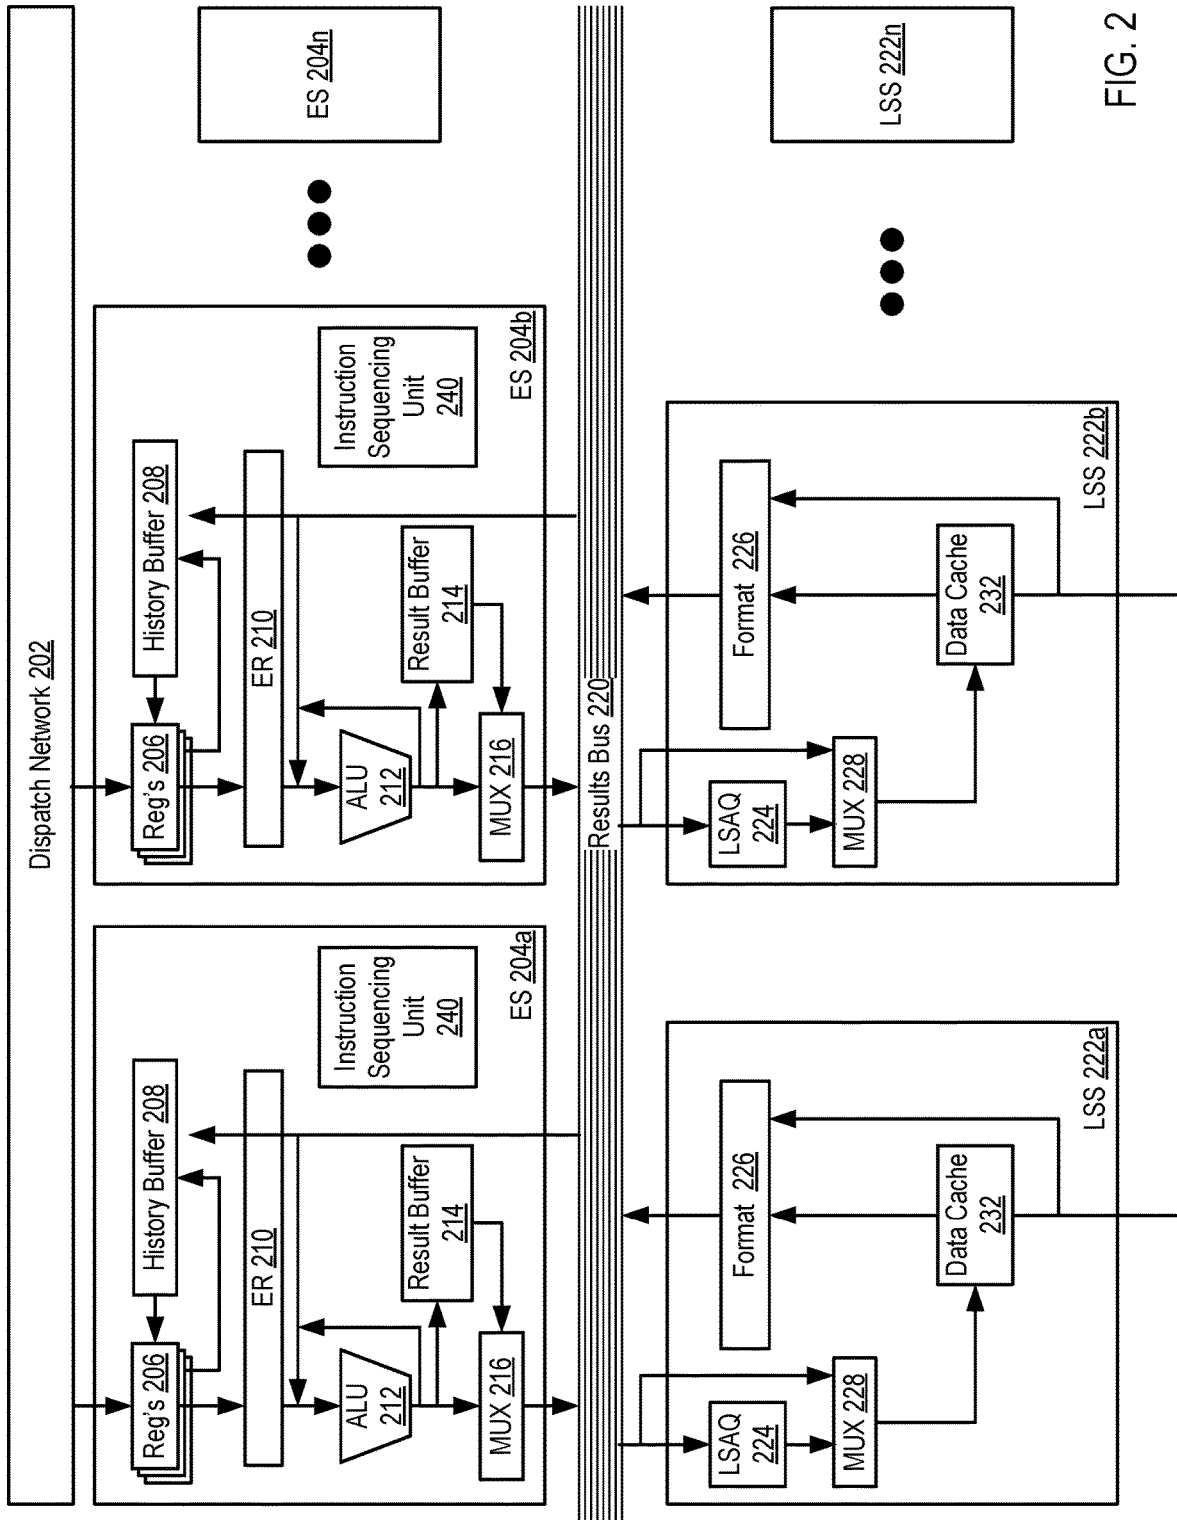 Dispatch Network 202
Reg's 206
History Buffer 208
ER 210
ALU
212
Result Buffer
214
MUX 216
Instruction
Sequencing
Unit
240
ES 204a
Reg's 206
History Buffer 208
ER 210
ALU
212
Result Buffer
214
MUX 216
Instruction
Sequencing
Unit
240
ES 204b
ES 204n
Results Bus 220
LSAQ
224
MUX 228
Format 226
Data Cache
232
LSS 222a
LSAQ
224
MUX 228
Format 226
Data Cache
232
LSS 222b
LSS 222n
FIG. 2